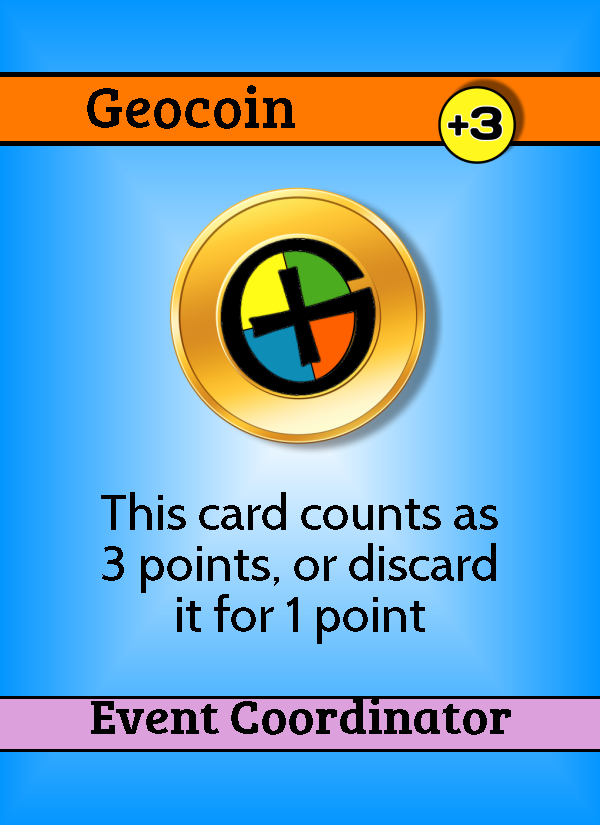 Geocoin
+3
This card counts as
3 points, or discard
it for 1 point
Event Coordinator